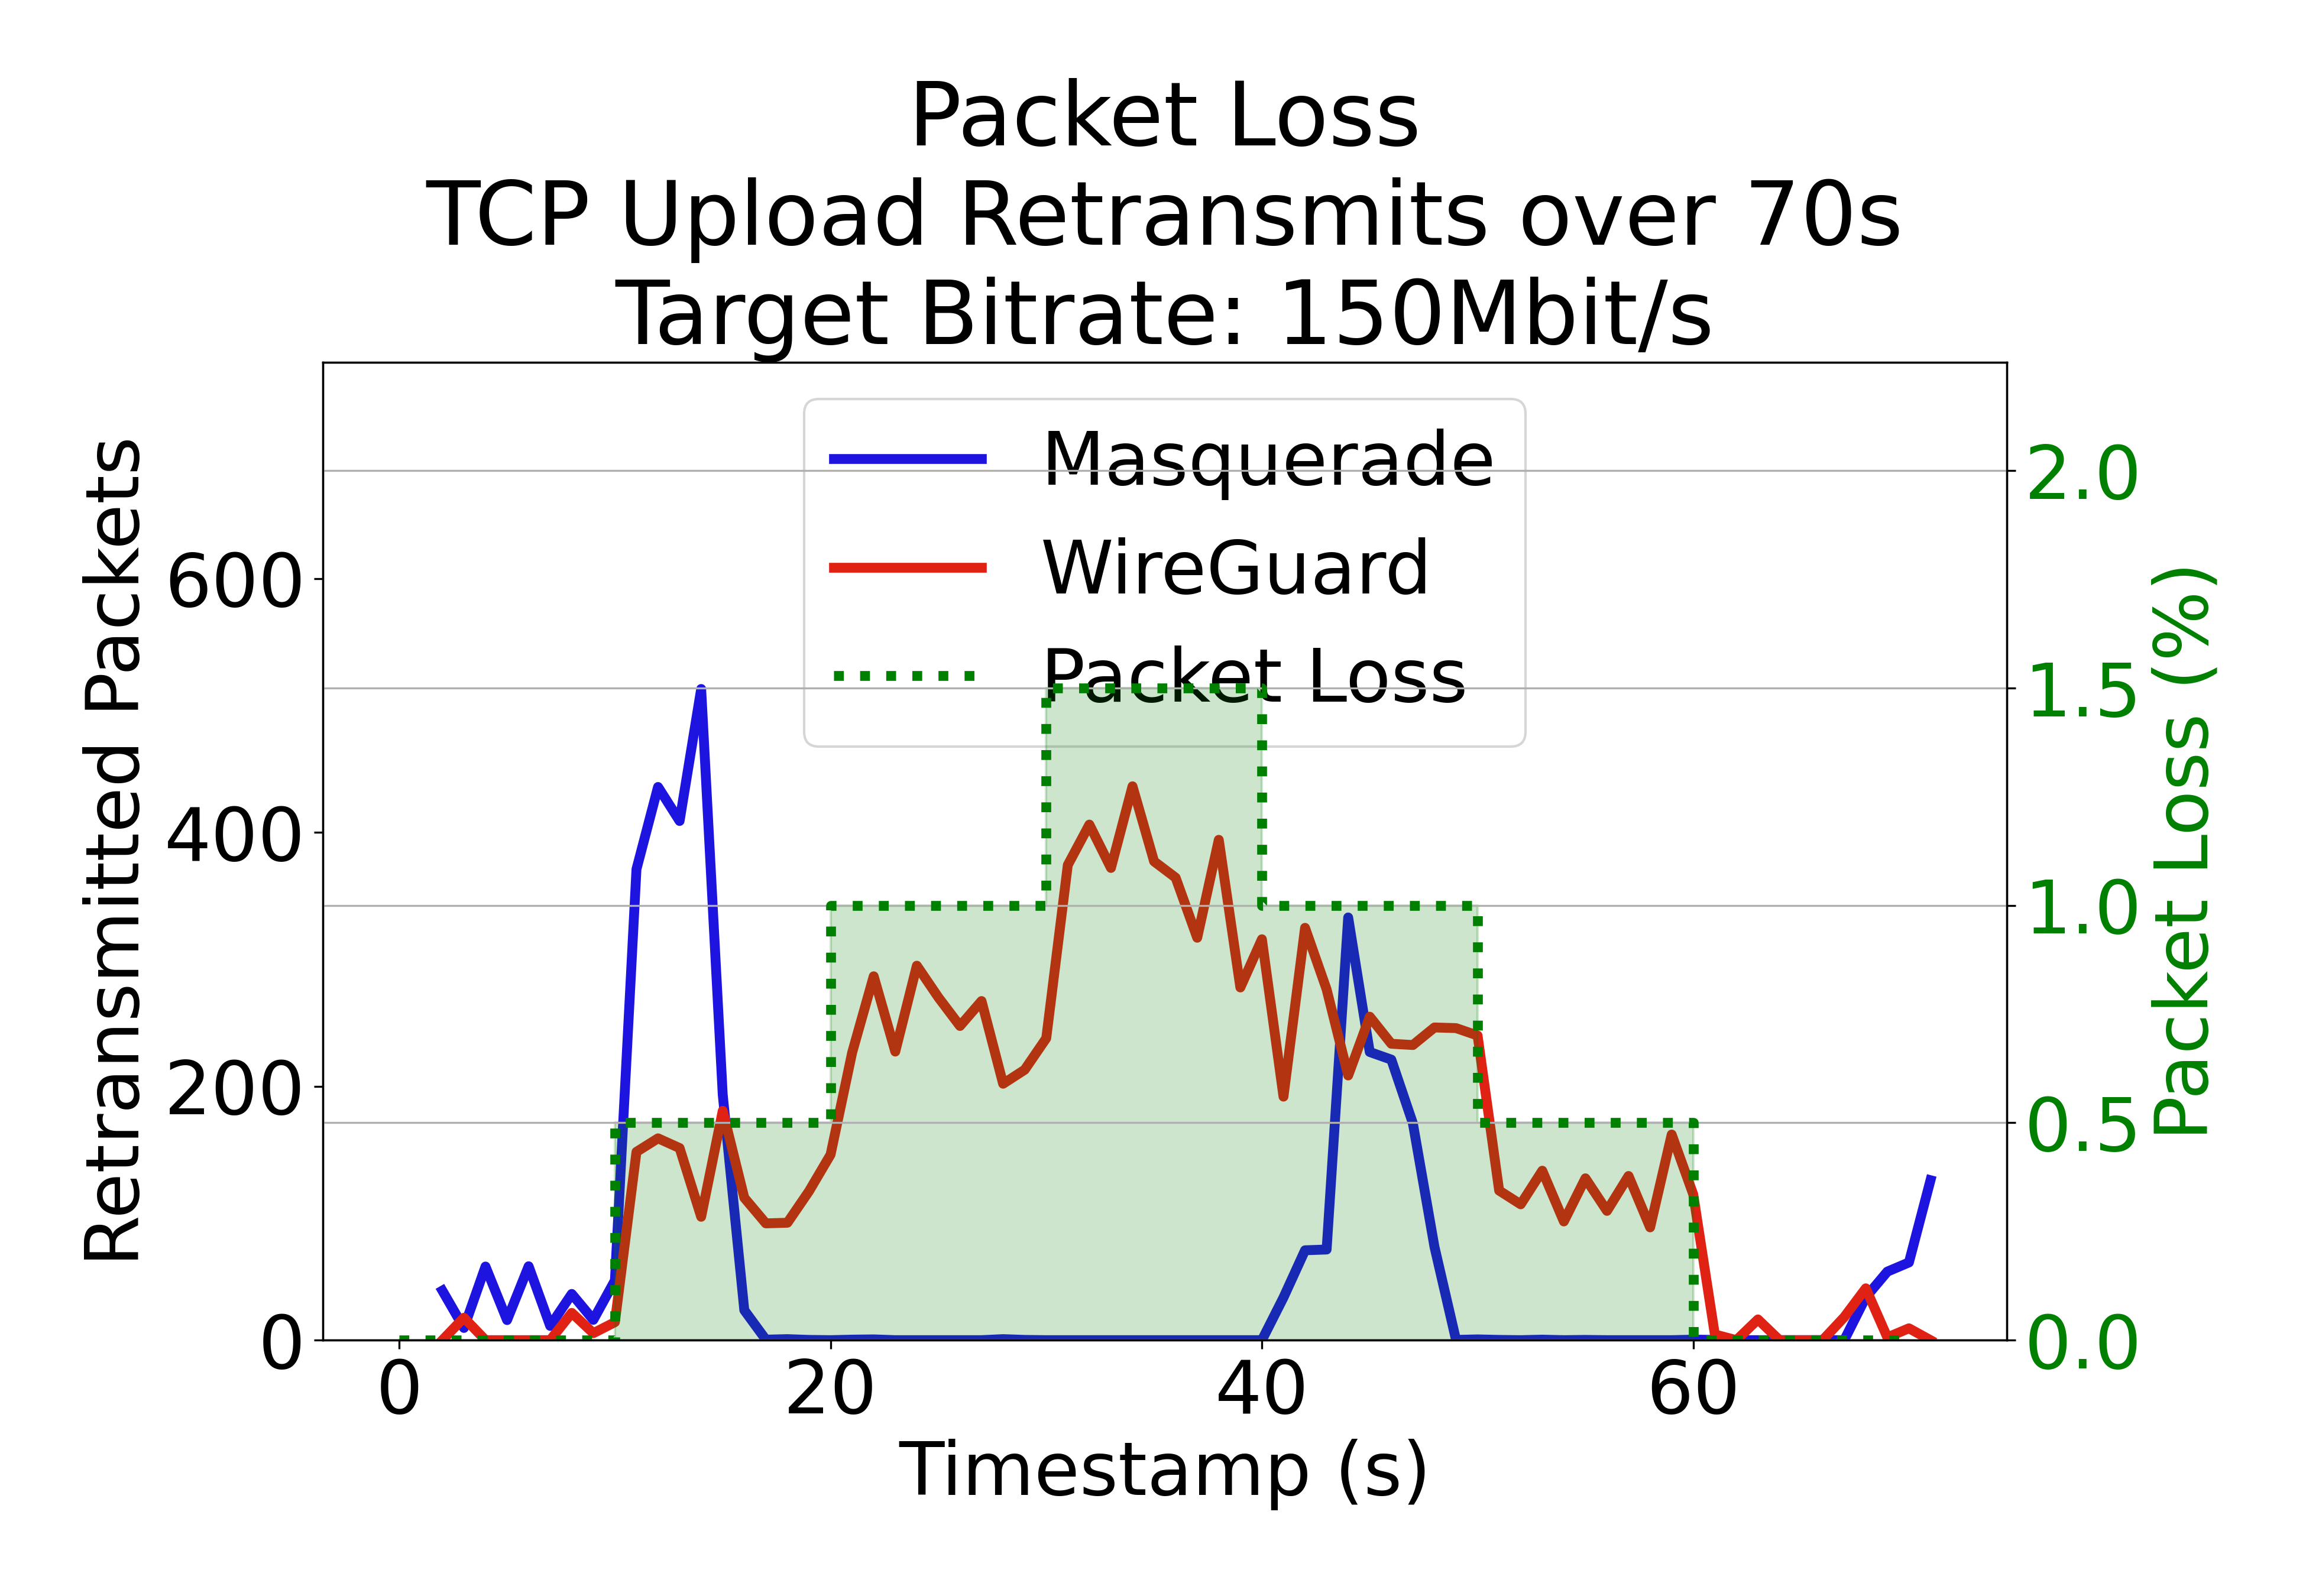 Packet Loss
TCP Upload Retransmits over 70s
Target Bitrate: 150Mbit/s
Retransmitted Packets
600
400
200
0
Masquerade
WireGuard
Packet Loss
2.0
1.5
1.0
0.5
0.0
Packet Loss (%)
0 20 40 60
Timestamp (s)